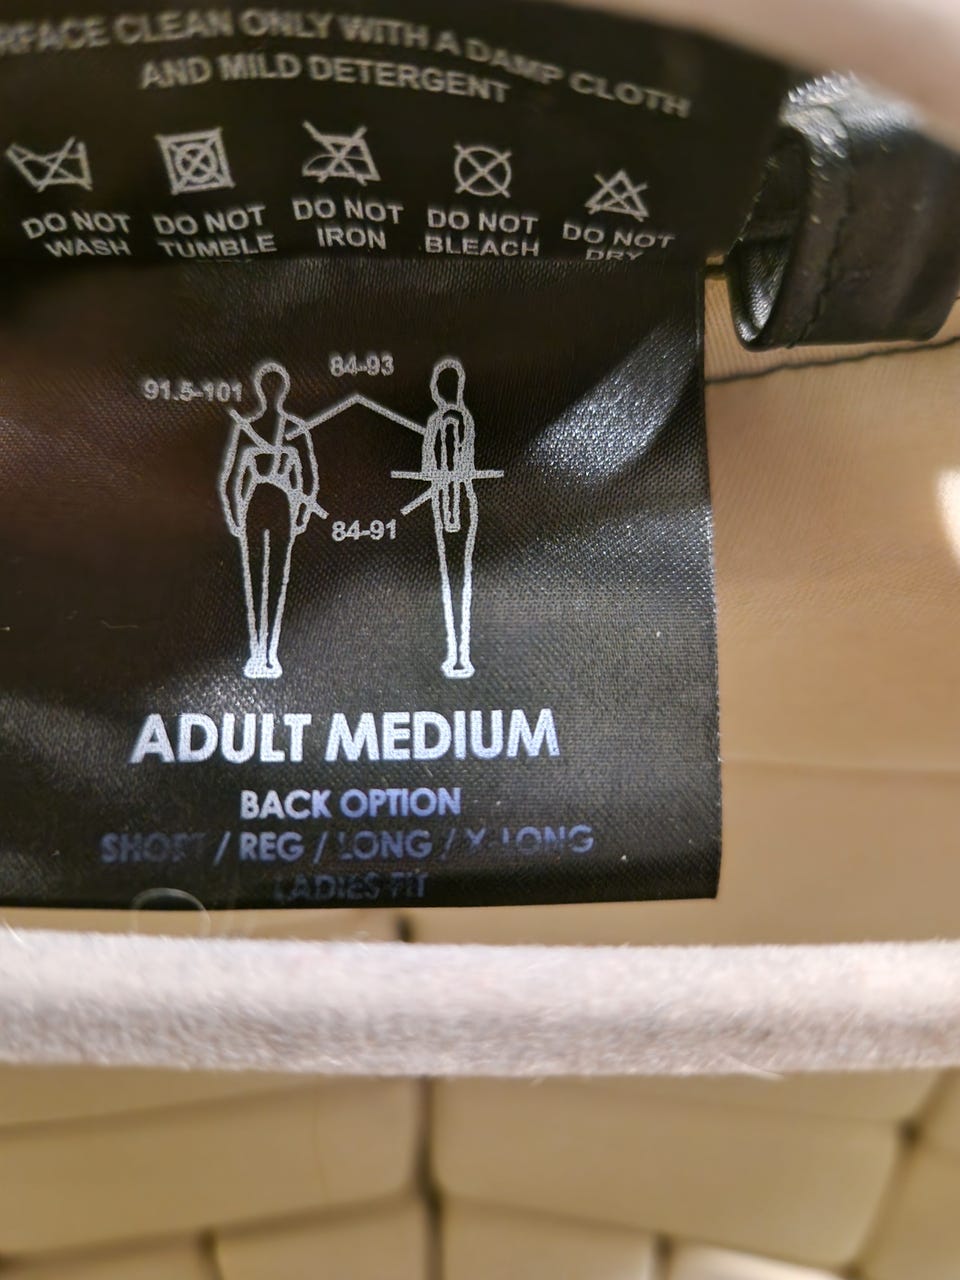 RFACE CLEAN ONLY WITH A DAMP CLOTH
AND MILD DETERGENT
DO NOT WASH
DO NOT TUMBLE
DO NOT IRON
DO NOT BLEACH
DO NOT DRY
84-93
91.5-101
84-91
ADULT MEDIUM
BACK OPTION
SHORT / REG / LONG / X-LONG
LADIES FIT